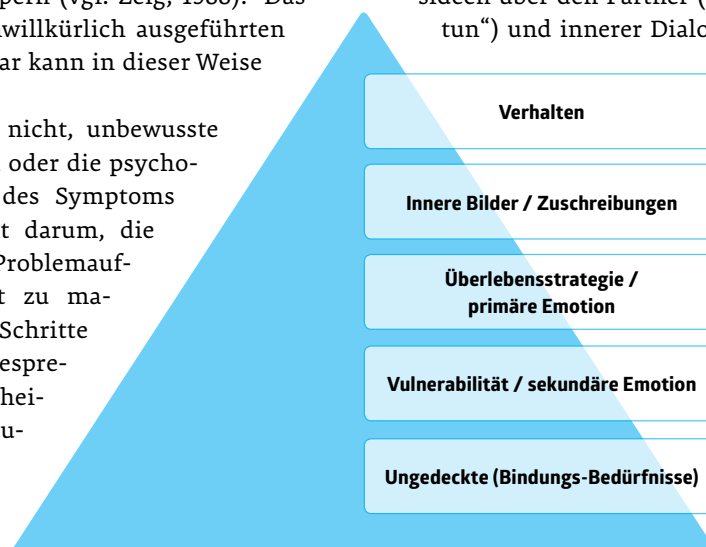 pern (vgl. Zeig, 1988). Das
willkürlich ausgeführten
ar kann in dieser Weise
nicht, unbewusste
oder die psycho-
des Symptoms
t darum, die
Problemauf-
t zu ma-
Schritte
espre-
hei-
u-
sideen über den Partner (
tun“) und innerer Dialo
Verhalten
Innere Bilder / Zuschreibungen
Überlebensstrategie /
primäre Emotion
Vulnerabilität / sekundäre Emotion
Ungedeckte (Bindungs-Bedürfnisse)